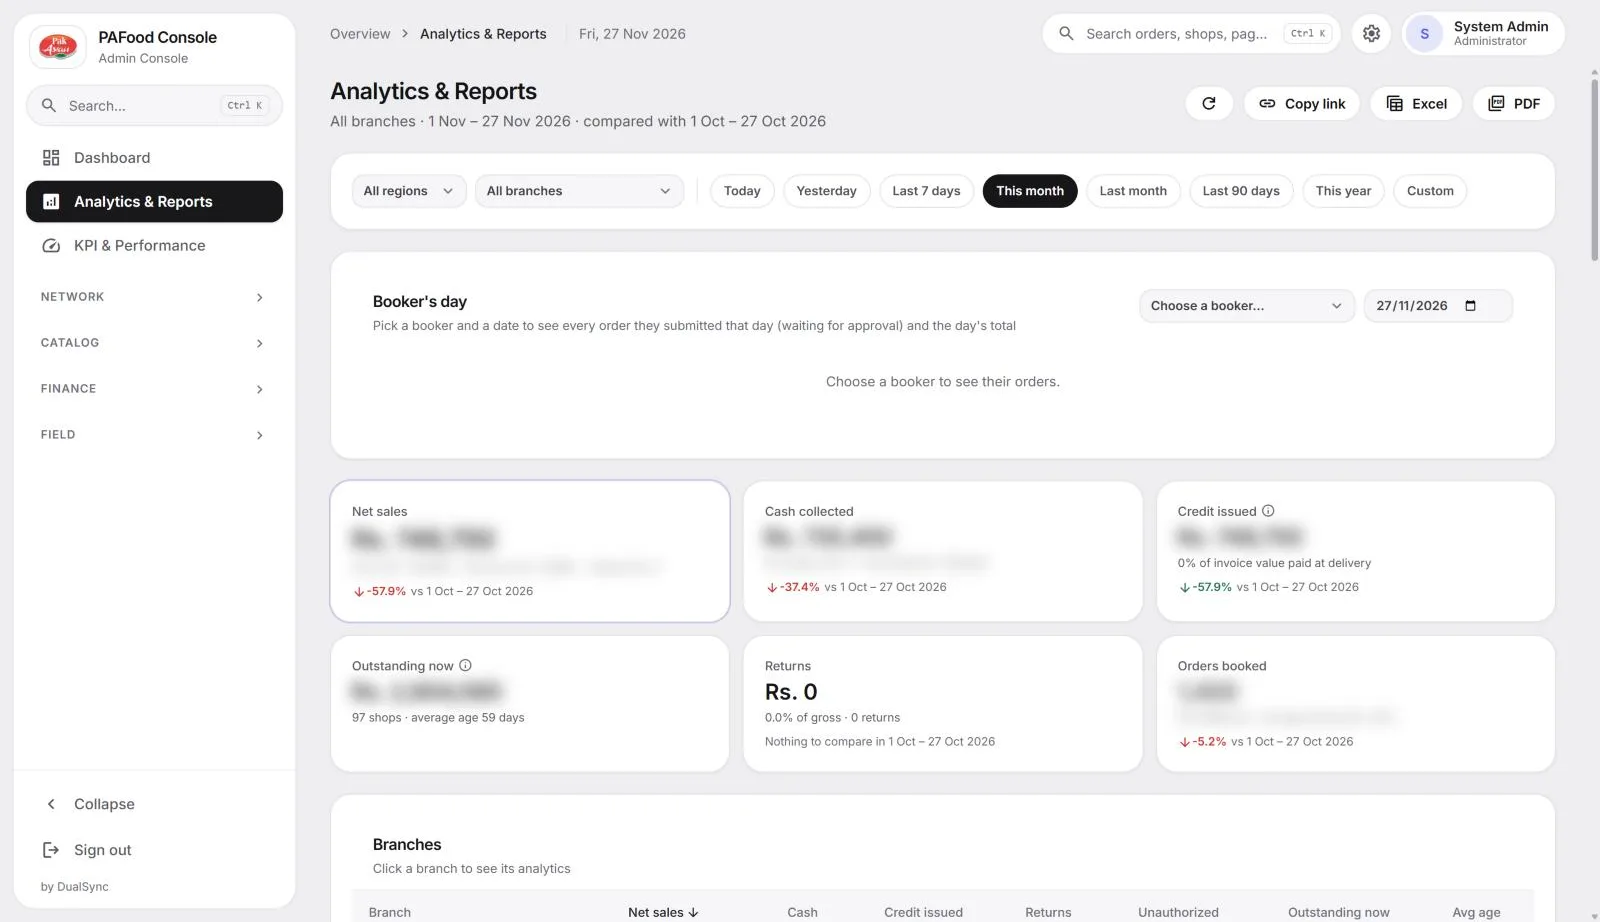 Pak
Asian
PAFood Console
Admin Console
Search...
Ctrl K
Dashboard
Analytics & Reports
KPI & Performance
NETWORK
CATALOG
FINANCE
FIELD
Collapse
Sign out
by DualSync
Overview > Analytics & Reports Fri, 27 Nov 2026
Search orders, shops, pag... Ctrl K
S
System Admin
Administrator
Analytics & Reports
All branches · 1 Nov – 27 Nov 2026 · compared with 1 Oct – 27 Oct 2026
Copy link
Excel
PDF
All regions
All branches
Today
Yesterday
Last 7 days
This month
Last month
Last 90 days
This year
Custom
Booker's day
Pick a booker and a date to see every order they submitted that day (waiting for approval) and the day's total
Choose a booker...
27/11/2026
Choose a booker to see their orders.
Net sales
↓ -57.9% vs 1 Oct – 27 Oct 2026
Cash collected
↓ -37.4% vs 1 Oct – 27 Oct 2026
Credit issued
0% of invoice value paid at delivery
↓ -57.9% vs 1 Oct – 27 Oct 2026
Outstanding now
97 shops · average age 59 days
Returns
Rs. 0
0.0% of gross · 0 returns
Nothing to compare in 1 Oct – 27 Oct 2026
Orders booked
↓ -5.2% vs 1 Oct – 27 Oct 2026
Branches
Click a branch to see its analytics
Branch Net sales ↓ Cash Credit issued Returns Unauthorized Outstanding now Avg age